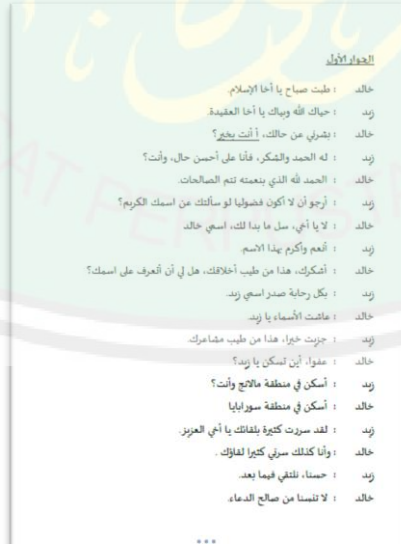 الحوار الأول
خالد : طبت صباح يا أخا الإسلام.
زيد : حياك الله وبياك يا أخا العقيدة.
خالد : بشرني عن حالك، أ أنت بخير؟
زيد : له الحمد والشكر، فأنا على أحسن حال، وأنت؟
خالد : الحمد لله الذي بنعمته تتم الصالحات.
زيد : أرجو أن لا أكون فضوليا لو سألتك عن اسمك الكريم؟
خالد : لا يا أخي، سل ما بدا لك، اسمي خالد
زيد : أنعم وأكرم بهذا الاسم.
خالد : أشكرك، هذا من طيب أخلاقك، هل لي أن أتعرف على اسمك؟
زيد : بكل رحابة صدر اسمي زيد.
خالد : عاشت الأسماء يا زيد.
زيد : جزيت خيرا، هذا من طيب مشاعرك.
خالد : عفوا، أين تسكن يا زيد؟
زيد : أسكن في منطقة مالانج وأنت؟
خالد : أسكن في منطقة سورابايا
زيد : لقد سررت كثيرة بلقائك يا أخي العزيز.
خالد : وأنا كذلك سرني كثيرا لقاؤك .
زيد : حسنا، نلتقي فيما بعد.
خالد : لا تنسنا من صالح الدعاء.